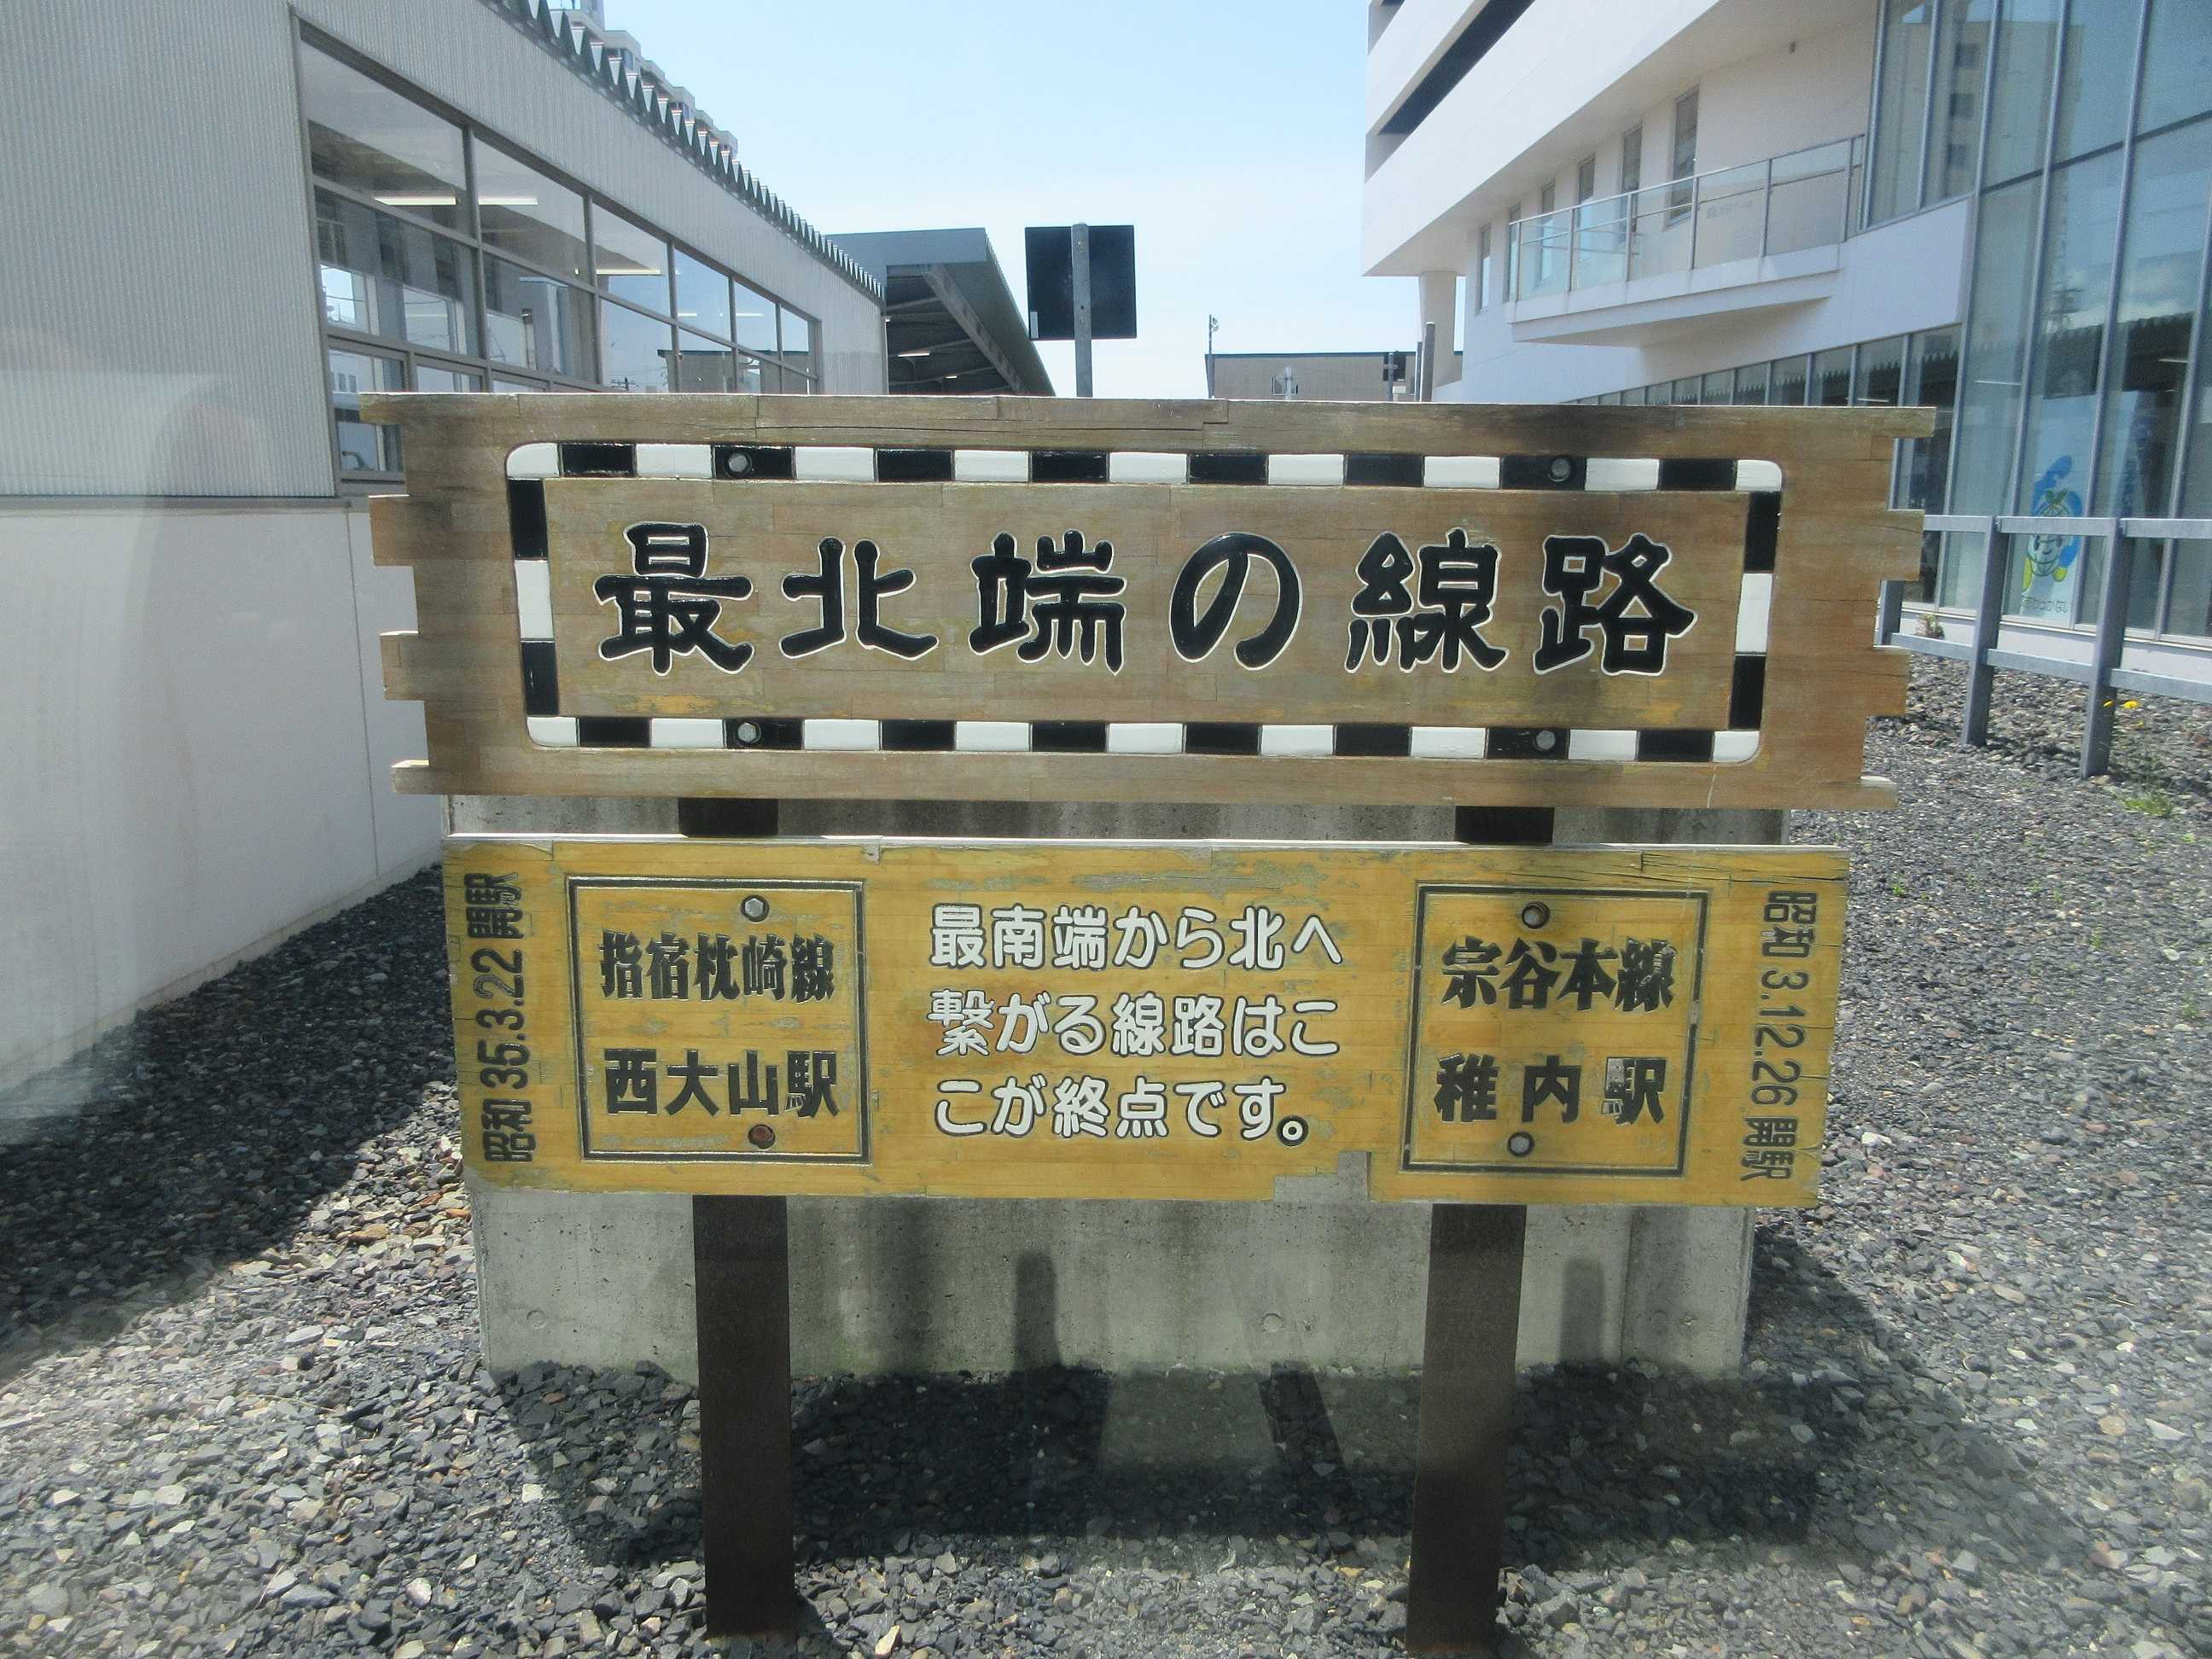 最北端の線路
昭和35.3.22開駅
指宿枕崎線
西大山駅
最南端から北へ
繋がる線路はこ
こが終点です。
宗谷本線
稚内駅
昭和3.12.26開駅